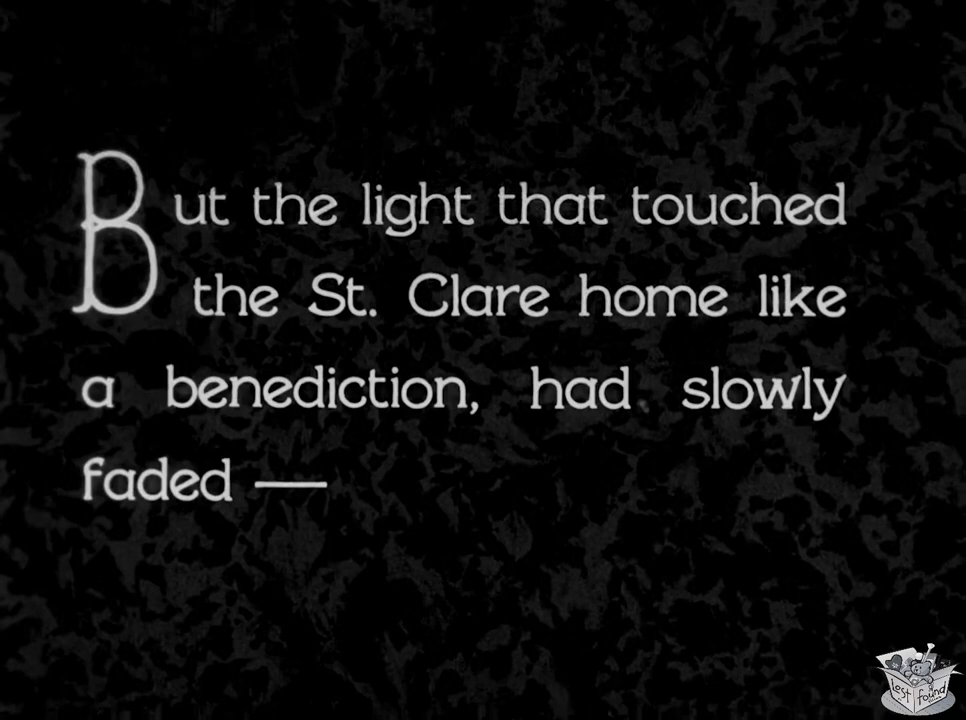 But the light that touched
the St. Clare home like
a benediction, had slowly
faded —
Lost
found